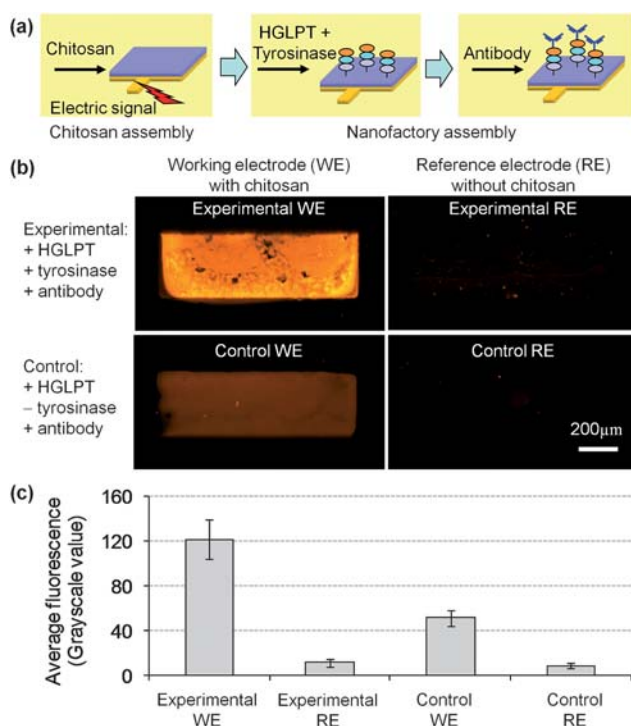 (a)
Chitosan
Electric signal
Chitosan assembly
HGLPT +
Tyrosinase
Antibody
Nanofactory assembly
(b)
Working electrode (WE)
with chitosan
Reference electrode (RE)
without chitosan
Experimental:
+ HGLPT
+ tyrosinase
+ antibody
Experimental WE
Experimental RE
Control:
+ HGLPT
– tyrosinase
+ antibody
Control WE
Control RE
200μm
(c)
Average fluorescence
(Grayscale value)
160
120
80
40
0
Experimental
WE
Experimental
RE
Control
WE
Control
RE